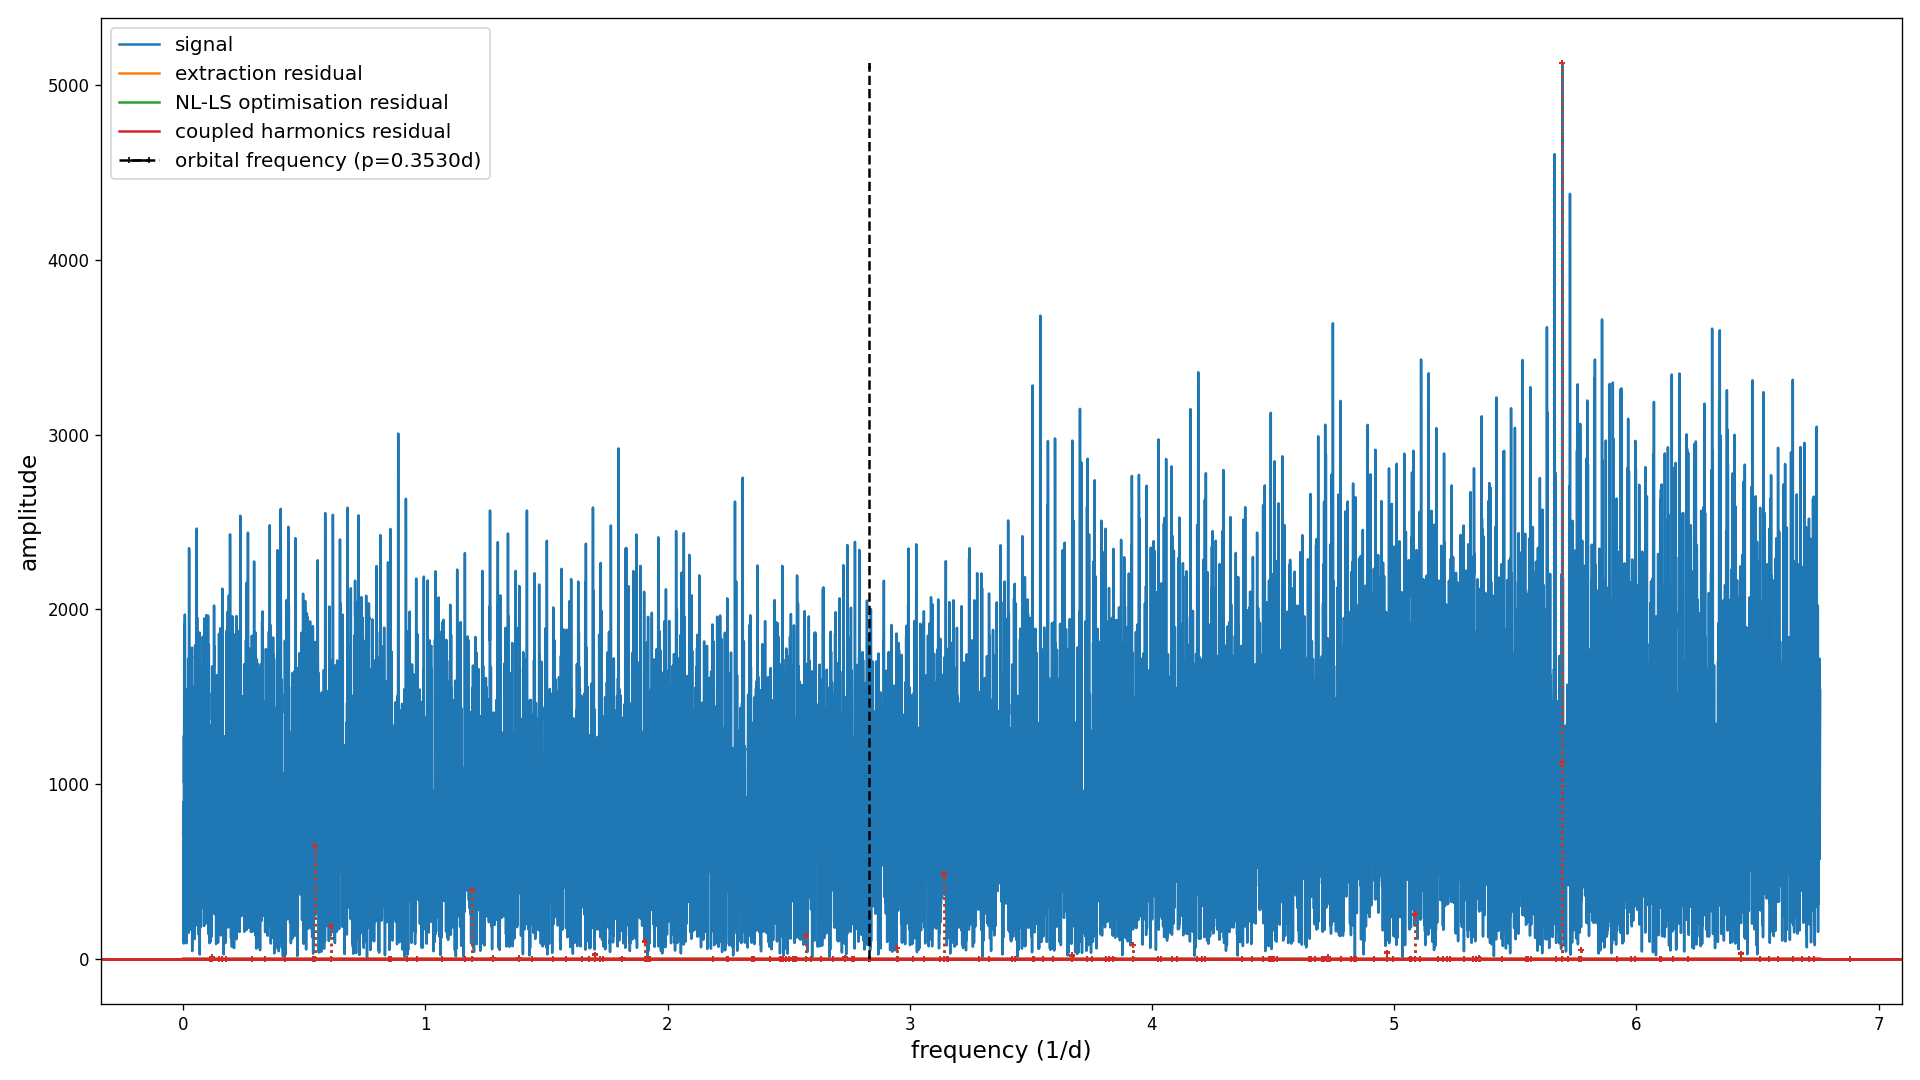 signal
extraction residual
NL-LS optimisation residual
coupled harmonics residual
orbital frequency (p=0.3530d)
amplitude
5000
4000
3000
2000
1000
0
0 1 2 3 4 5 6 7
frequency (1/d)